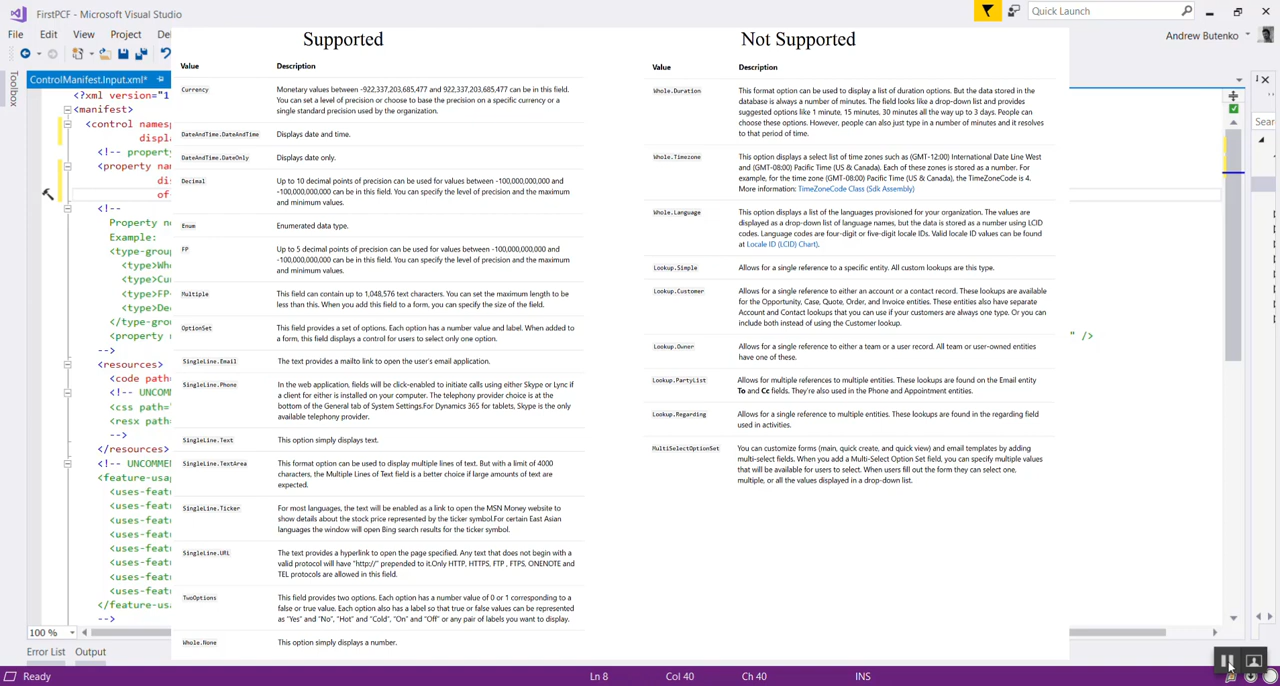 FirstPCF - Microsoft Visual Studio
Quick Launch
File Edit View Project De
Andrew Butenko
Toolbox
ControlManifest.Input.xml*
<?xml version="1
<manifest>
<control names
displa
<!-- propert
<property na
dis
of
<!--
Property n
Example:
<type-grou
<type>Who
<type>Cu
<type>FP
<type>De
</type-gro
<property
-->
<resources>
<code path
<!-- UNCOMM
<css path=
<resx path
-->
</resources>
<!-- UNCOMMEN
<feature-usag
<uses-feat
<uses-feat
<uses-feat
<uses-feat
<uses-feat
<uses-feat
<uses-feat
<uses-feat
</feature-usa
-->
" />
Sear
Supported
Value Description
Currency Monetary values between -922,337,203,685,477 and 922,337,203,685,477 can be in this field.
You can set a level of precision or choose to base the precision on a specific currency or a
single standard precision used by the organization.
DateAndTime.DateAndTime Displays date and time.
DateAndTime.DateOnly Displays date only.
Decimal Up to 10 decimal points of precision can be used for values between -100,000,000,000 and
-100,000,000,000 can be in this field. You can specify the level of precision and the maximum
and minimum values.
Enum Enumerated data type.
FP Up to 5 decimal points of precision can be used for values between -100,000,000,000 and
-100,000,000,000 can be in this field. You can specify the level of precision and the maximum
and minimum values.
Multiple This field can contain up to 1,048,576 text characters. You can set the maximum length to be
less than this. When you add this field to a form, you can specify the size of the field.
OptionSet This field provides a set of options. Each option has a number value and label. When added to
a form, this field displays a control for users to select only one option.
SingleLine.Email The text provides a mailto link to open the user's email application.
SingleLine.Phone In the web application, fields will be click-enabled to initiate calls using either Skype or Lync if
a client for either is installed on your computer. The telephony provider choice is at the
bottom of the General tab of System Settings.For Dynamics 365 for tablets, Skype is the only
available telephony provider.
SingleLine.Text This option simply displays text.
SingleLine.TextArea This format option can be used to display multiple lines of text. But with a limit of 4000
characters, the Multiple Lines of Text field is a better choice if large amounts of text are
expected.
SingleLine.Ticker For most languages, the text will be enabled as a link to open the MSN Money website to
show details about the stock price represented by the ticker symbol.For certain East Asian
languages the window will open Bing search results for the ticker symbol.
SingleLine.URL The text provides a hyperlink to open the page specified. Any text that does not begin with a
valid protocol will have "http://" prepended to it.Only HTTP, HTTPS, FTP , FTPS, ONENOTE and
TEL protocols are allowed in this field.
TwoOptions This field provides two options. Each option has a number value of 0 or 1 corresponding to a
false or true value. Each option also has a label so that true or false values can be represented
as "Yes" and "No", "Hot" and "Cold", "On" and "Off" or any pair of labels you want to display.
Whole.None This option simply displays a number.
Not Supported
Value Description
Whole.Duration This format option can be used to display a list of duration options. But the data stored in the
database is always a number of minutes. The field looks like a drop-down list and provides
suggested options like 1 minute, 15 minutes, 30 minutes all the way up to 3 days. People can
choose these options. However, people can also just type in a number of minutes and it resolves
to that period of time.
Whole.Timezone This option displays a select list of time zones such as (GMT-12:00) International Date Line West
and (GMT-08:00) Pacific Time (US & Canada). Each of these zones is stored as a number. For
example, for the time zone (GMT-08:00) Pacific Time (US & Canada), the TimeZoneCode is 4.
More information: TimeZoneCode Class (Sdk Assembly)
Whole.Language This option displays a list of the languages provisioned for your organization. The values are
displayed as a drop-down list of language names, but the data is stored as a number using LCID
codes. Language codes are four-digit or five-digit locale IDs. Valid locale ID values can be found
at Locale ID (LCID) Chart).
Lookup.Simple Allows for a single reference to a specific entity. All custom lookups are this type.
Lookup.Customer Allows for a single reference to either an account or a contact record. These lookups are available
for the Opportunity, Case, Quote, Order, and Invoice entities. These entities also have separate
Account and Contact lookups that you can use if your customers are always one type. Or you can
include both instead of using the Customer lookup.
Lookup.Owner Allows for a single reference to either a team or a user record. All team or user-owned entities
have one of these.
Lookup.PartyList Allows for multiple references to multiple entities. These lookups are found on the Email entity
To and Cc fields. They're also used in the Phone and Appointment entities.
Lookup.Regarding Allows for a single reference to multiple entities. These lookups are found in the regarding field
used in activities.
MultiSelectOptionSet You can customize forms (main, quick create, and quick view) and email templates by adding
multi-select fields. When you add a Multi-Select Option Set field, you can specify multiple values
that will be available for users to select. When users fill out the form they can select one,
multiple, or all the values displayed in a drop-down list.
100 %
Error List Output
Ready Ln 8 Col 40 Ch 40 INS